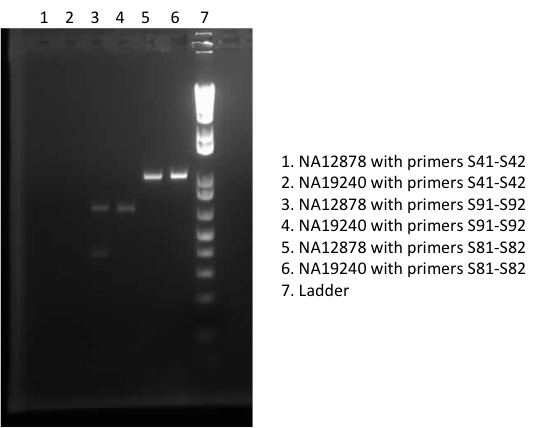 1 2 3 4 5 6 7
1. NA12878 with primers S41-S42
2. NA19240 with primers S41-S42
3. NA12878 with primers S91-S92
4. NA19240 with primers S91-S92
5. NA12878 with primers S81-S82
6. NA19240 with primers S81-S82
7. Ladder